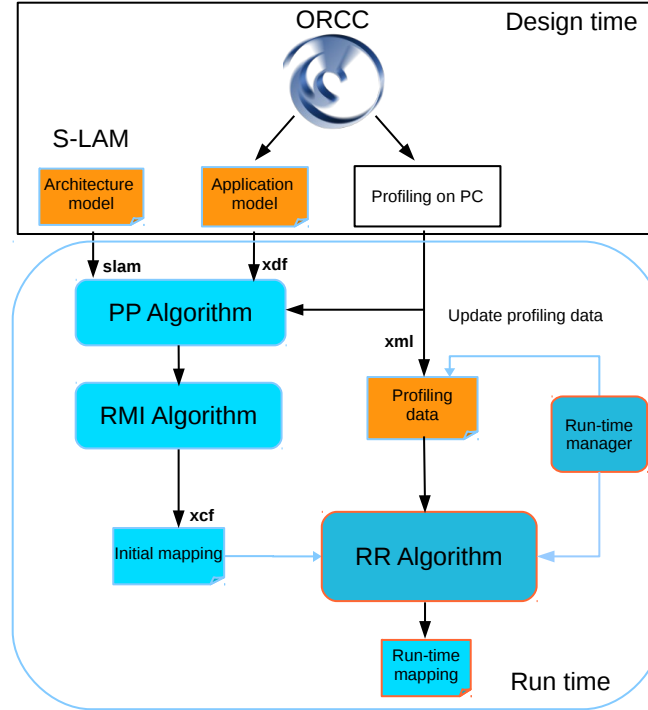 ORCC
Design time
S-LAM
Architecture
model
Application
model
Profiling on PC
slam
xdf
PP Algorithm
Update profiling data
xml
RMI Algorithm
Profiling
data
Run-time
manager
xcf
Initial mapping
RR Algorithm
Run-time
mapping
Run time